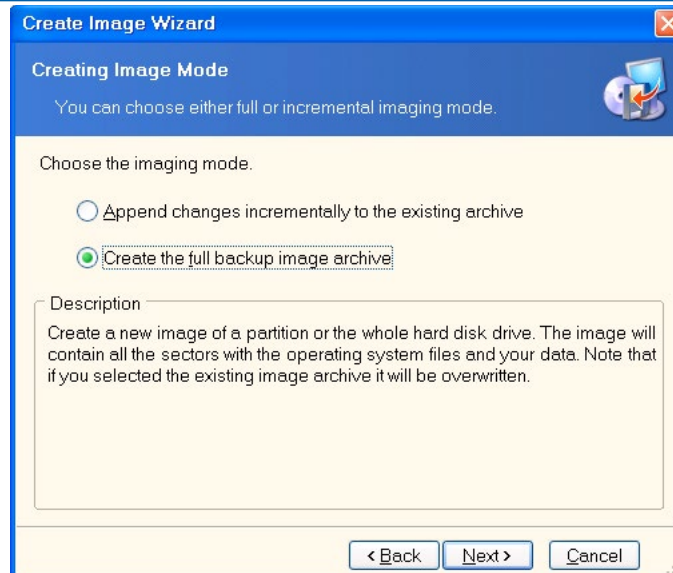 Create Image Wizard
Creating Image Mode
You can choose either full or incremental imaging mode.
Choose the imaging mode.
Append changes incrementally to the existing archive
Create the full backup image archive
Description
Create a new image of a partition or the whole hard disk drive. The image will
contain all the sectors with the operating system files and your data. Note that
if you selected the existing image archive it will be overwritten.
< Back Next > Cancel